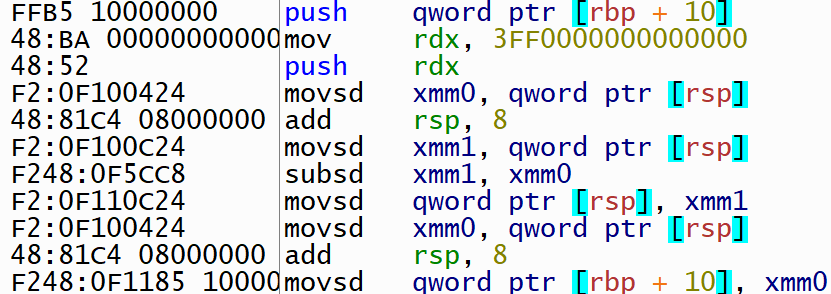 FFB5 10000000 push qword ptr [rbp + 10]
48:BA 00000000000 mov rdx, 3FF0000000000000
48:52 push rdx
F2:0F100424 movsd xmm0, qword ptr [rsp]
48:81C4 08000000 add rsp, 8
F2:0F100C24 movsd xmm1, qword ptr [rsp]
F248:0F5CC8 subsd xmm1, xmm0
F2:0F110C24 movsd qword ptr [rsp], xmm1
F2:0F100424 movsd xmm0, qword ptr [rsp]
48:81C4 08000000 add rsp, 8
F248:0F1185 10000 movsd qword ptr [rbp + 10], xmm0